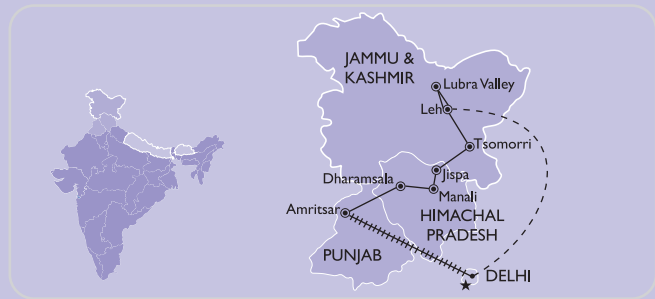 JAMMU &
KASHMIR
Lubra Valley
Leh
Tsomorri
Jispa
Dharamsala
Manali
Amritsar
HIMACHAL
PRADESH
PUNJAB
DELHI